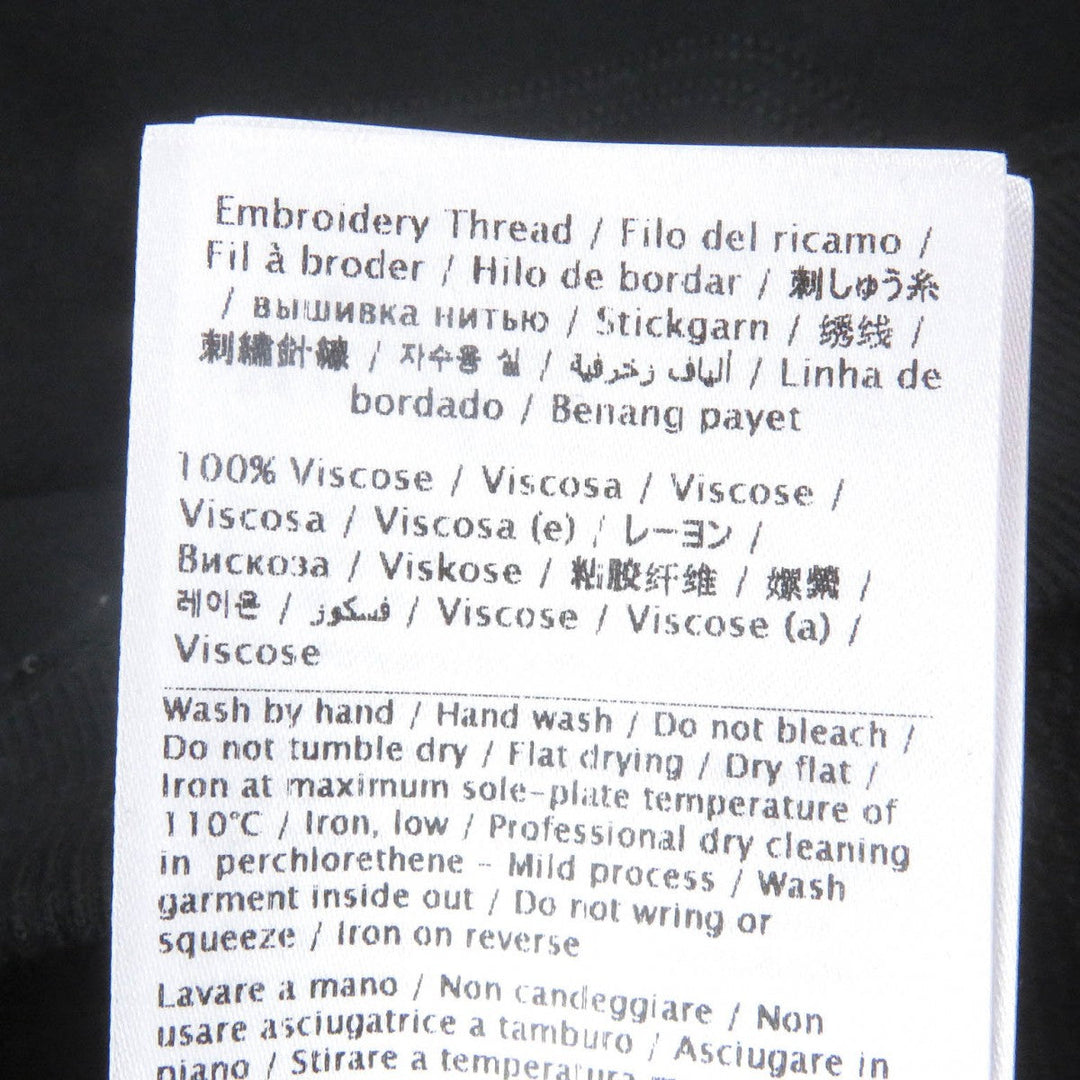 Embroidery Thread / Filo del ricamo /
Fil à broder / Hilo de bordar / 刺しゅう糸
/ вышивка нитью / Stickgarn / 绣线 /
刺繡針線 / 자수용 실 / ألياف زخرفية / Linha de
bordado / Benang payet
100% Viscose / Viscosa / Viscose /
Viscosa / Viscosa (e) / レーヨン /
Вискоза / Viskose / 粘胶纤维 / 嫘縈 /
레이온 / فسكوز / Viscose / Viscose (a) /
Viscose
Wash by hand / Hand wash / Do not bleach /
Do not tumble dry / Flat drying / Dry flat /
Iron at maximum sole-plate temperature of
110°C / Iron, low / Professional dry cleaning
in perchlorethene - Mild process / Wash
garment inside out / Do not wring or
squeeze / Iron on reverse
Lavare a mano / Non candeggiare / Non
usare asciugatrice a tamburo / Asciugare in
piano / Stirare a temperatura